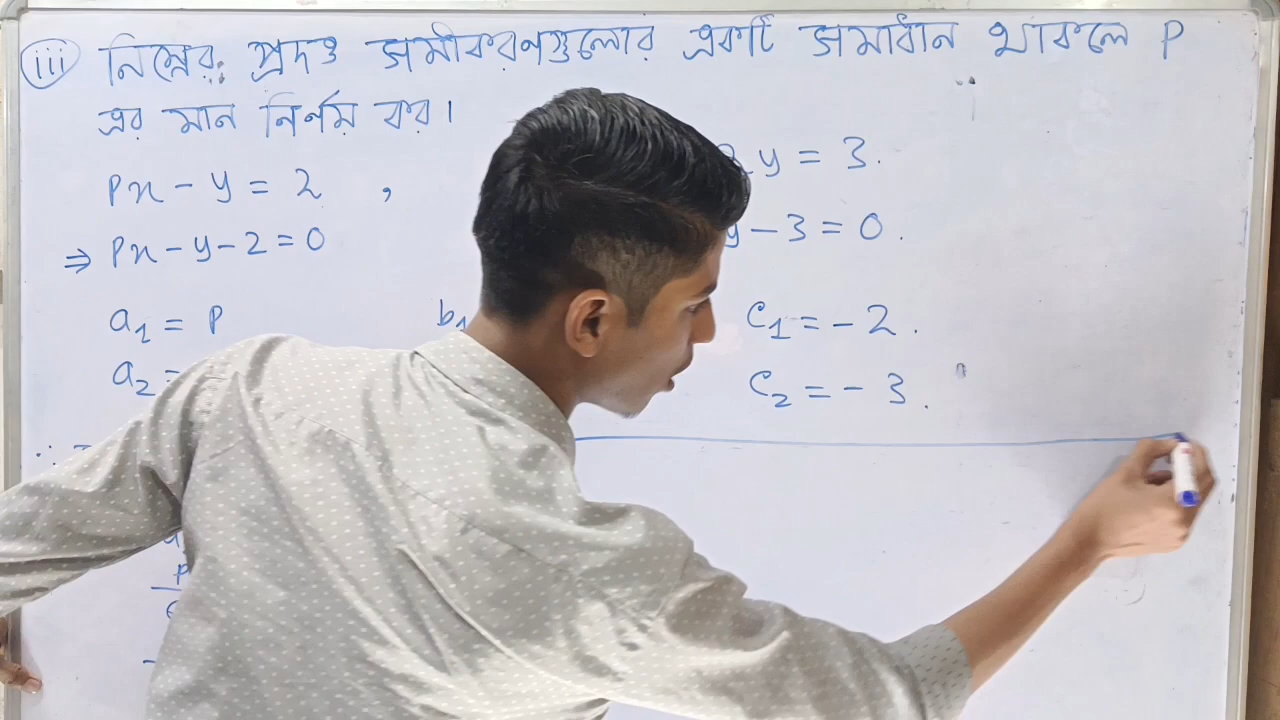 iii নিম্নের প্রদত্ত সমীকরণগুলোর একটি সমাধান থাকলে P
এর মান নির্ণয় কর।
Px - y = 2 , y = 3.
⇒ Px - y - 2 = 0 y - 3 = 0.
a₁ = P b₁ c₁ = - 2.
a₂ = c₂ = - 3.
∴
P